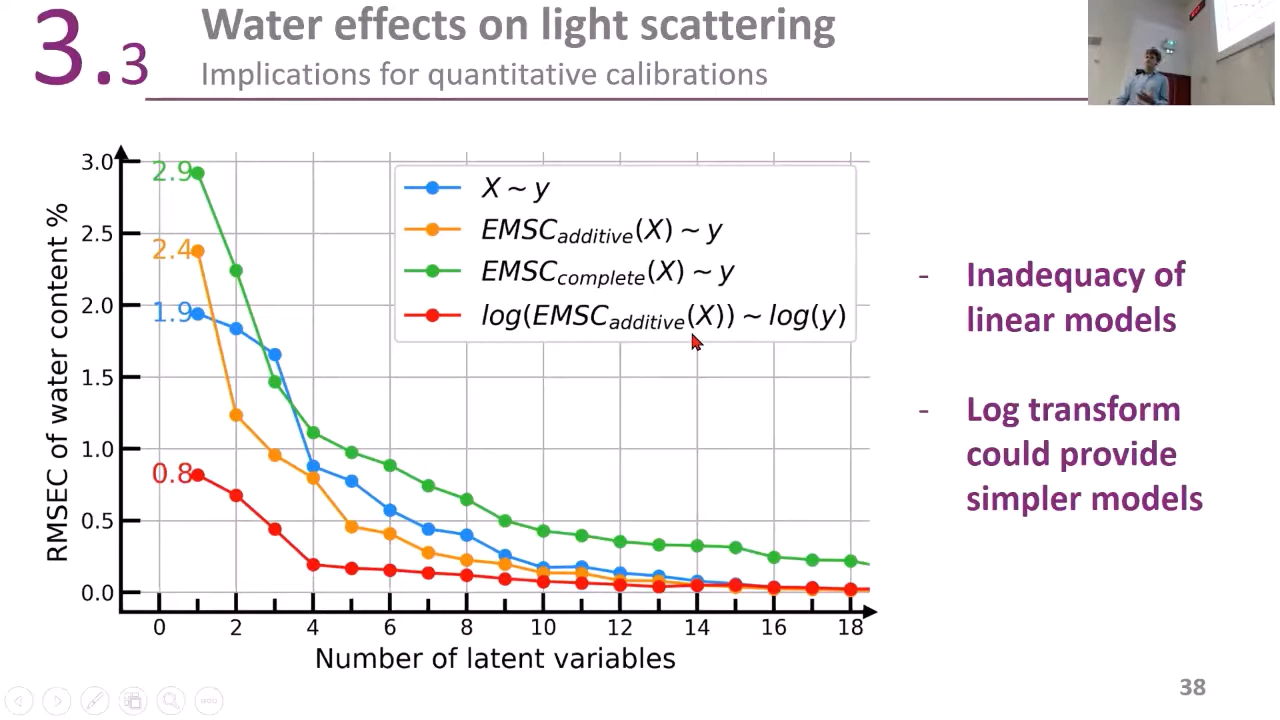 3.3
Water effects on light scattering
Implications for quantitative calibrations
RMSEC of water content %
3.0
2.5
2.0
1.5
1.0
0.5
0.0
2.9
2.4
1.9
0.8
X ~ y
EMSC_additive(X) ~ y
EMSC_complete(X) ~ y
log(EMSC_additive(X)) ~ log(y)
0 2 4 6 8 10 12 14 16 18
Number of latent variables
- Inadequacy of
linear models
- Log transform
could provide
simpler models
38